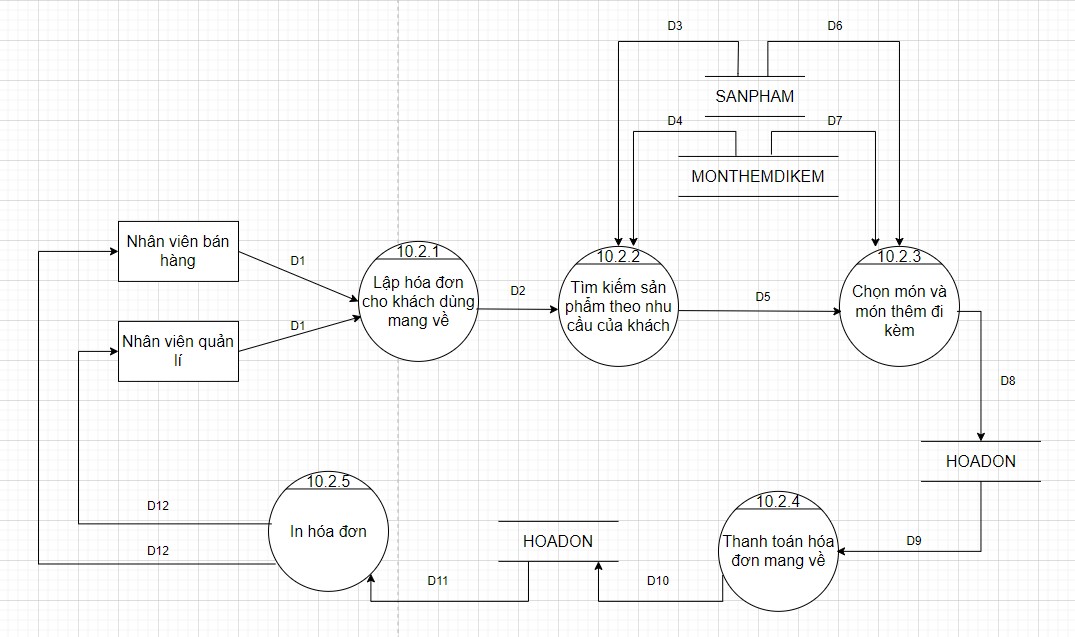 D3
D6
SANPHAM
D4
D7
MONTHEMDIKEM
Nhân viên bán
hàng
D1
10.2.1
Lập hóa đơn
cho khách dùng
mang về
D2
10.2.2
Tìm kiếm sản
phẩm theo nhu
cầu của khách
D5
10.2.3
Chọn món và
món thêm đi
kèm
Nhân viên quản
lí
D1
D8
HOADON
D9
10.2.4
Thanh toán hóa
đơn mang về
D10
HOADON
D11
10.2.5
In hóa đơn
D12
D12